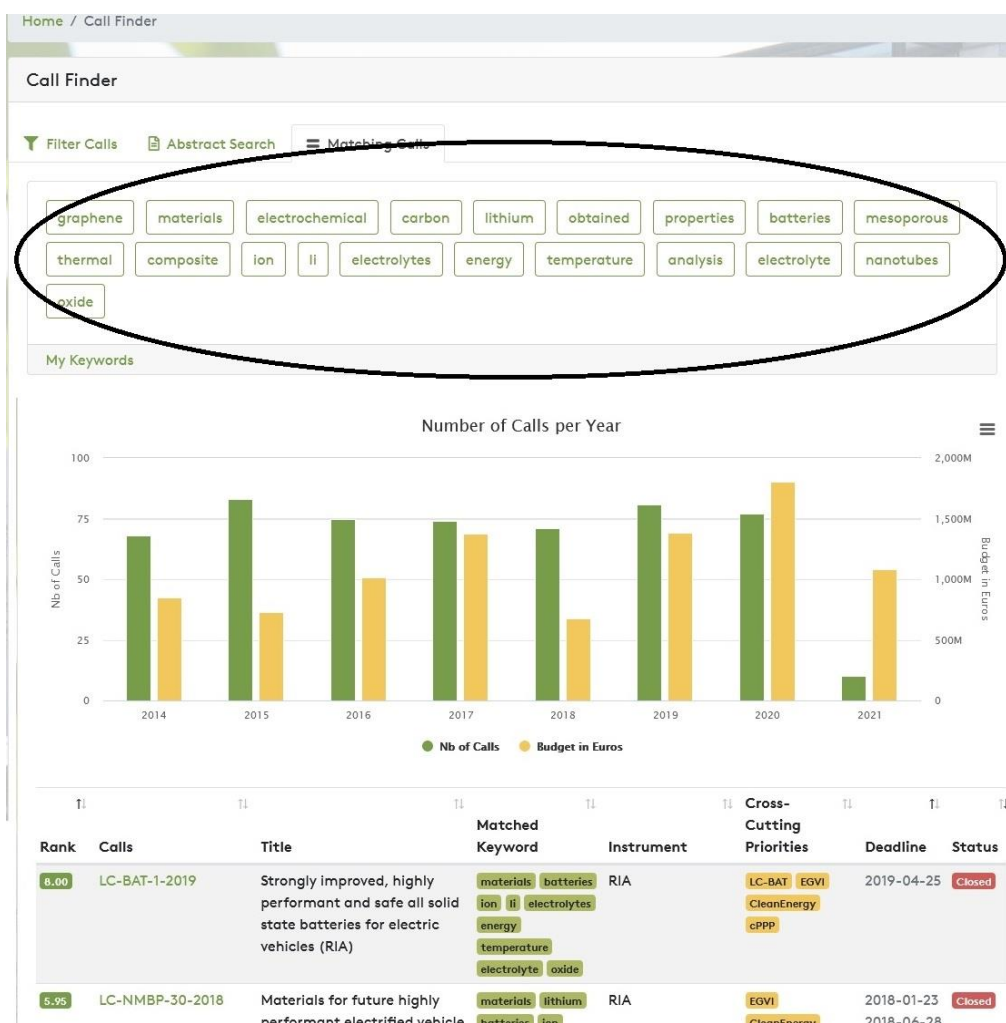 Home / Call Finder
Call Finder
Filter Calls Abstract Search Matching Calls
graphene materials electrochemical carbon lithium obtained properties batteries mesoporous
thermal composite ion li electrolytes energy temperature analysis electrolyte nanotubes
oxide
My Keywords
Number of Calls per Year
100 2,000M
75 1,500M
50 1,000M
25 500M
0 0
Nb of Calls
Budget in Euros
2014 2015 2016 2017 2018 2019 2020 2021
Nb of Calls Budget in Euros
Rank Calls Title Matched Keyword Instrument Cross-Cutting Priorities Deadline Status
8.00 LC-BAT-1-2019 Strongly improved, highly materials batteries RIA LC-BAT EGVI 2019-04-25 Closed
performant and safe all solid ion li electrolytes CleanEnergy
state batteries for electric energy cPPP
vehicles (RIA) temperature
electrolyte oxide
5.95 LC-NMBP-30-2018 Materials for future highly materials lithium RIA EGVI 2018-01-23 Closed
performant electrified vehicle batteries ion CleanEnergy 2018-06-28